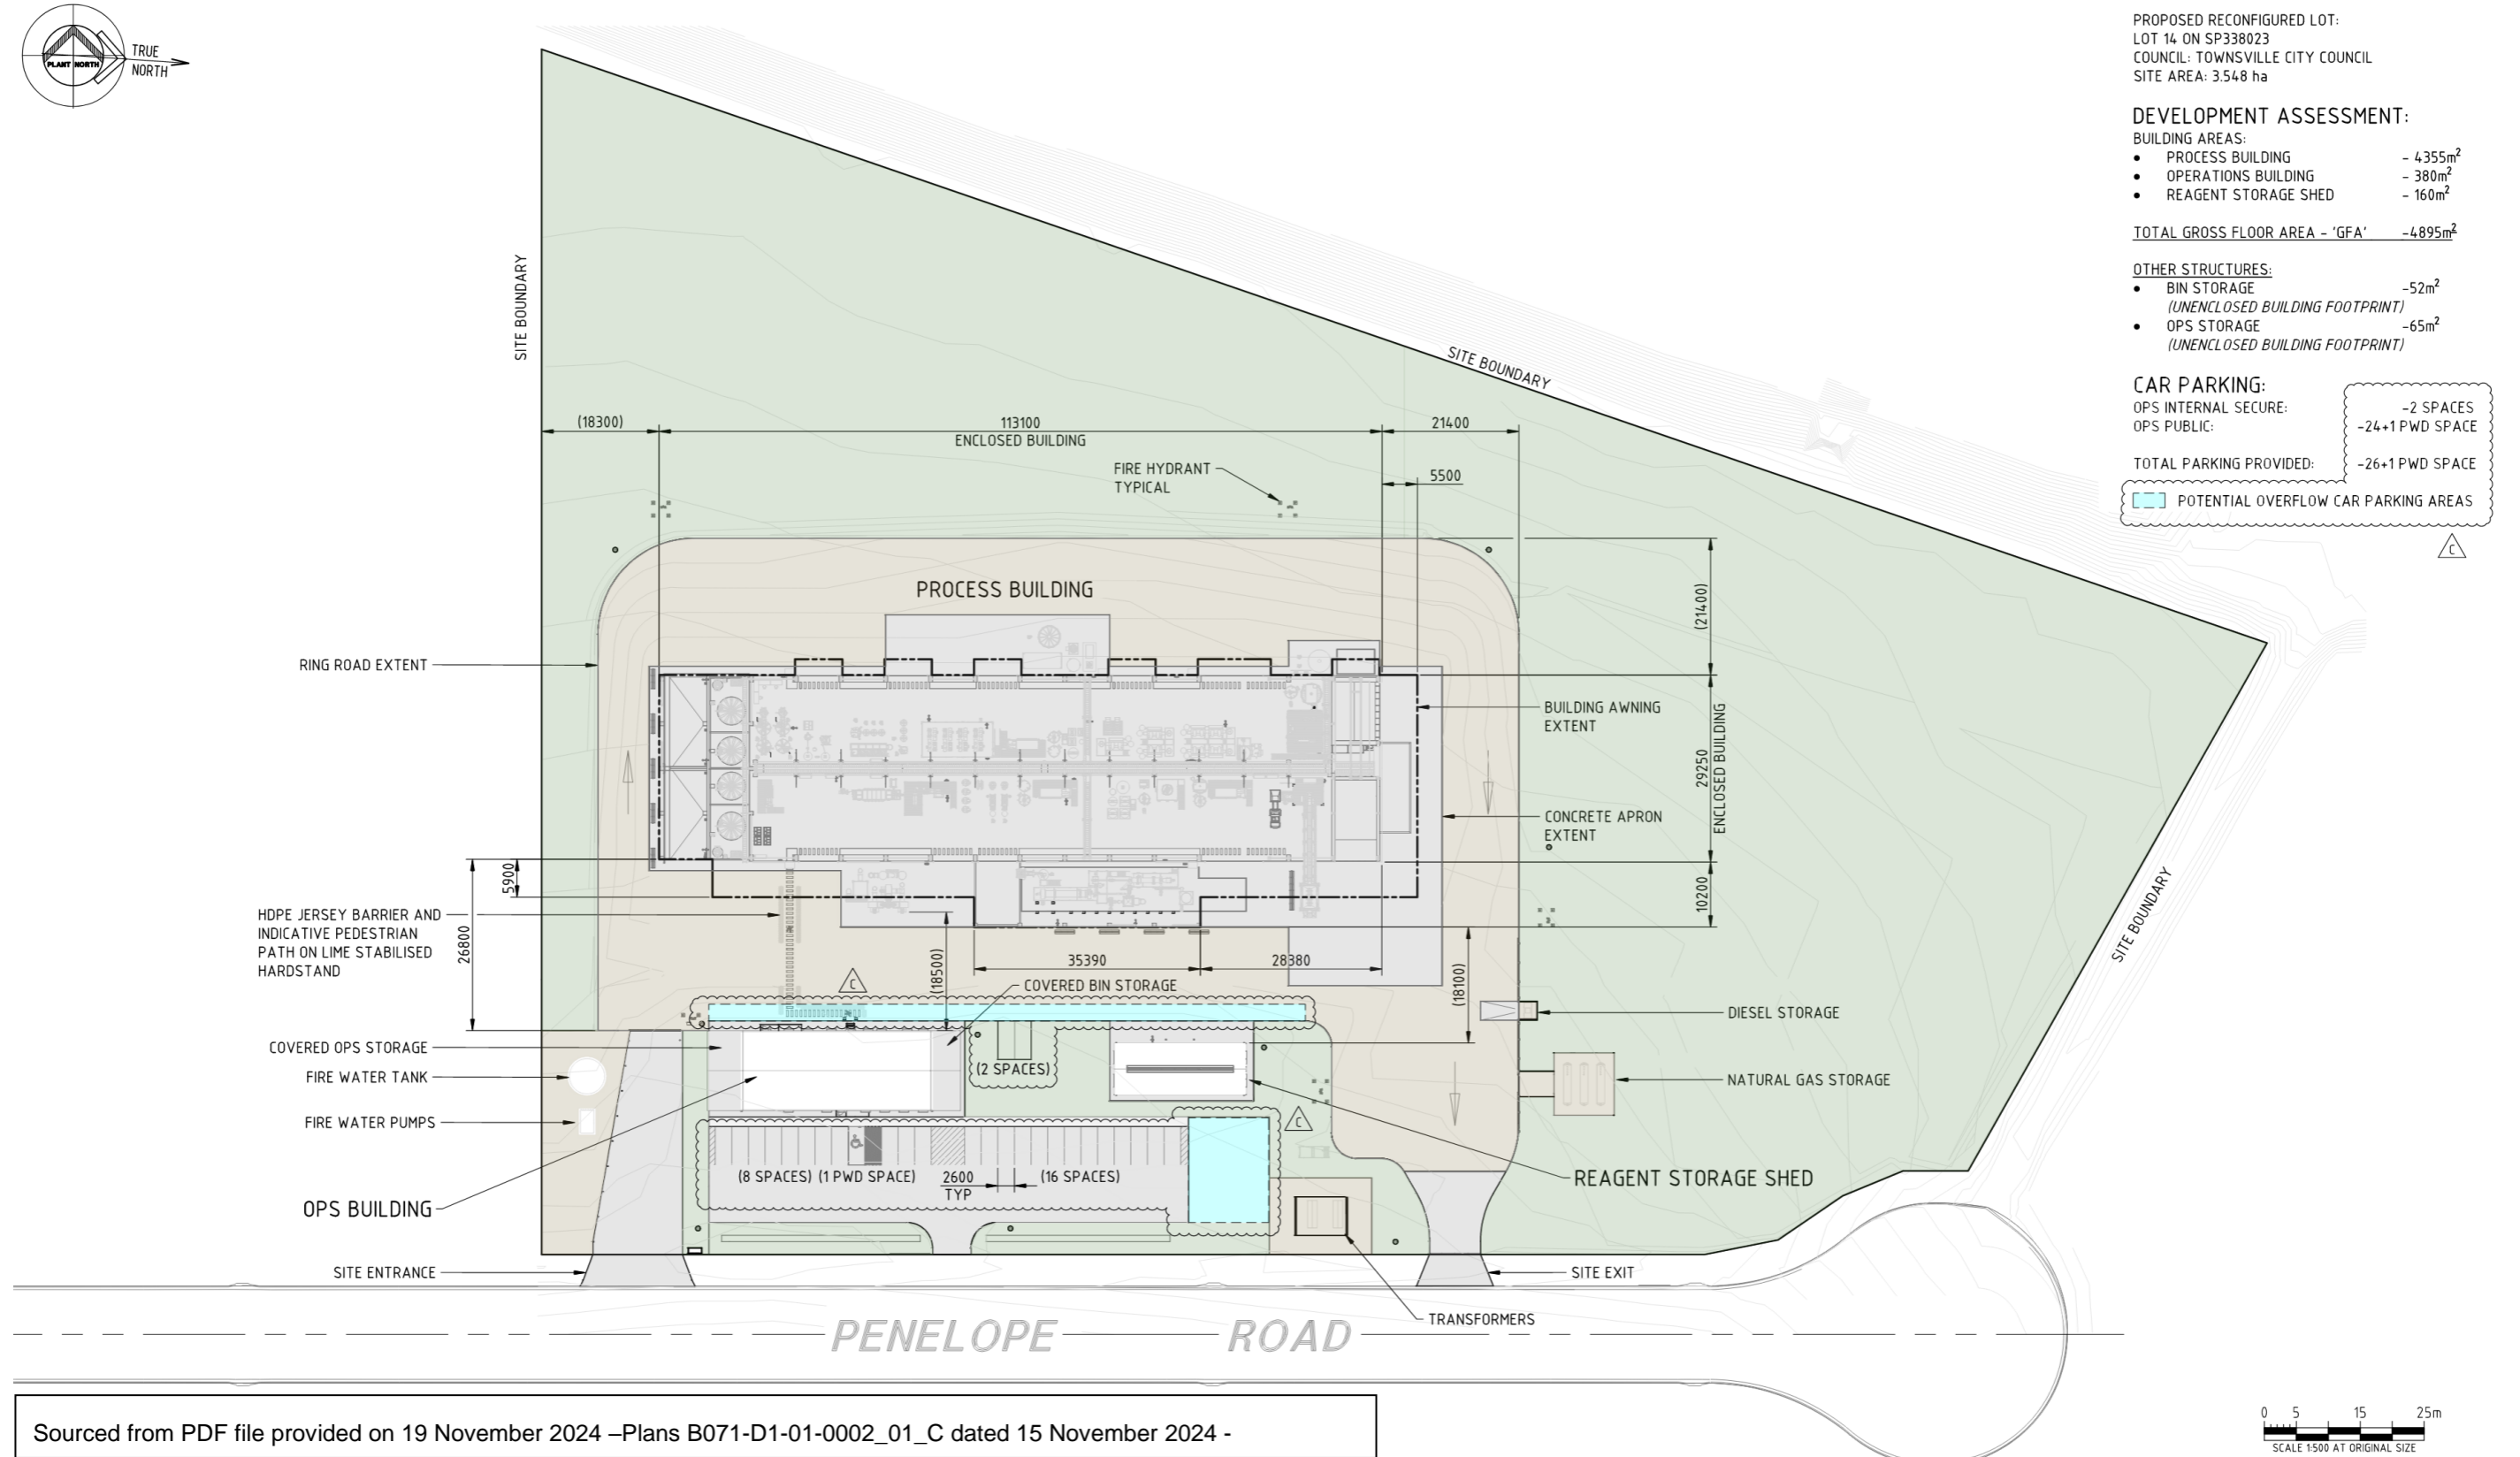 TRUE
NORTH
PLANT NORTH
PROPOSED RECONFIGURED LOT:
LOT 14 ON SP338023
COUNCIL: TOWNSVILLE CITY COUNCIL
SITE AREA: 3.548 ha
DEVELOPMENT ASSESSMENT:
BUILDING AREAS:
• PROCESS BUILDING - 4355m²
• OPERATIONS BUILDING - 380m²
• REAGENT STORAGE SHED - 160m²
TOTAL GROSS FLOOR AREA - 'GFA' -4895m²
OTHER STRUCTURES:
• BIN STORAGE -52m²
(UNENCLOSED BUILDING FOOTPRINT)
• OPS STORAGE -65m²
(UNENCLOSED BUILDING FOOTPRINT)
CAR PARKING:
OPS INTERNAL SECURE: -2 SPACES
OPS PUBLIC: -24+1 PWD SPACE
TOTAL PARKING PROVIDED: -26+1 PWD SPACE
POTENTIAL OVERFLOW CAR PARKING AREAS
C
SITE BOUNDARY
SITE BOUNDARY
(18300)
113100
21400
ENCLOSED BUILDING
FIRE HYDRANT
TYPICAL
5500
PROCESS BUILDING
(21400)
RING ROAD EXTENT
BUILDING AWNING
EXTENT
29250
ENCLOSED BUILDING
CONCRETE APRON
EXTENT
5900
10200
HDPE JERSEY BARRIER AND
INDICATIVE PEDESTRIAN
PATH ON LIME STABILISED
HARDSTAND
26800
SITE BOUNDARY
(18500)
35390
28380
(18100)
C
COVERED BIN STORAGE
DIESEL STORAGE
COVERED OPS STORAGE
(2 SPACES)
FIRE WATER TANK
NATURAL GAS STORAGE
FIRE WATER PUMPS
C
(8 SPACES) (1 PWD SPACE)
2600
TYP
(16 SPACES)
REAGENT STORAGE SHED
OPS BUILDING
SITE ENTRANCE
SITE EXIT
TRANSFORMERS
PENELOPE ROAD
0 5 15 25m
SCALE 1:500 AT ORIGINAL SIZE
Sourced from PDF file provided on 19 November 2024 –Plans B071-D1-01-0002_01_C dated 15 November 2024 -